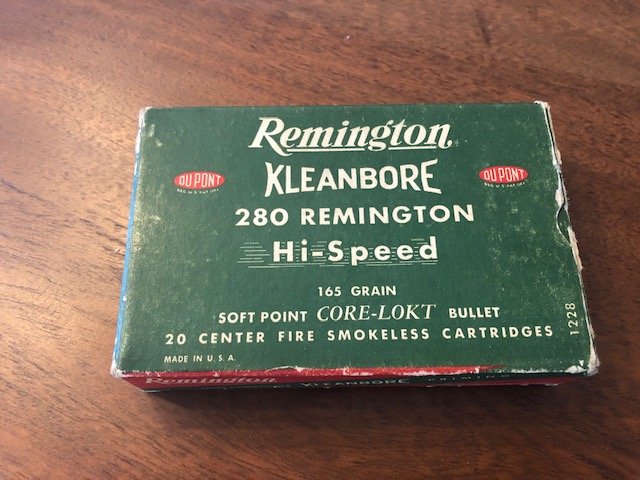 Remington
KLEANBORE
DU PONT
DU PONT
280 REMINGTON
Hi-Speed
165 GRAIN
SOFT POINT CORE-LOKT BULLET
20 CENTER FIRE SMOKELESS CARTRIDGES
1228
MADE IN U.S.A.
Remington KLEANBORE PRIMING